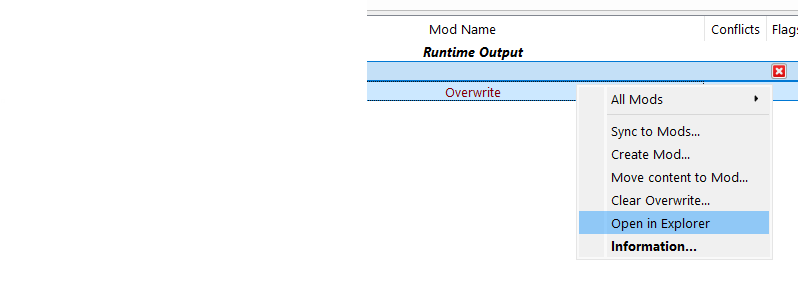 Mod Name Conflicts Flags
Runtime Output
Overwrite
All Mods
Sync to Mods...
Create Mod...
Move content to Mod...
Clear Overwrite...
Open in Explorer
Information...